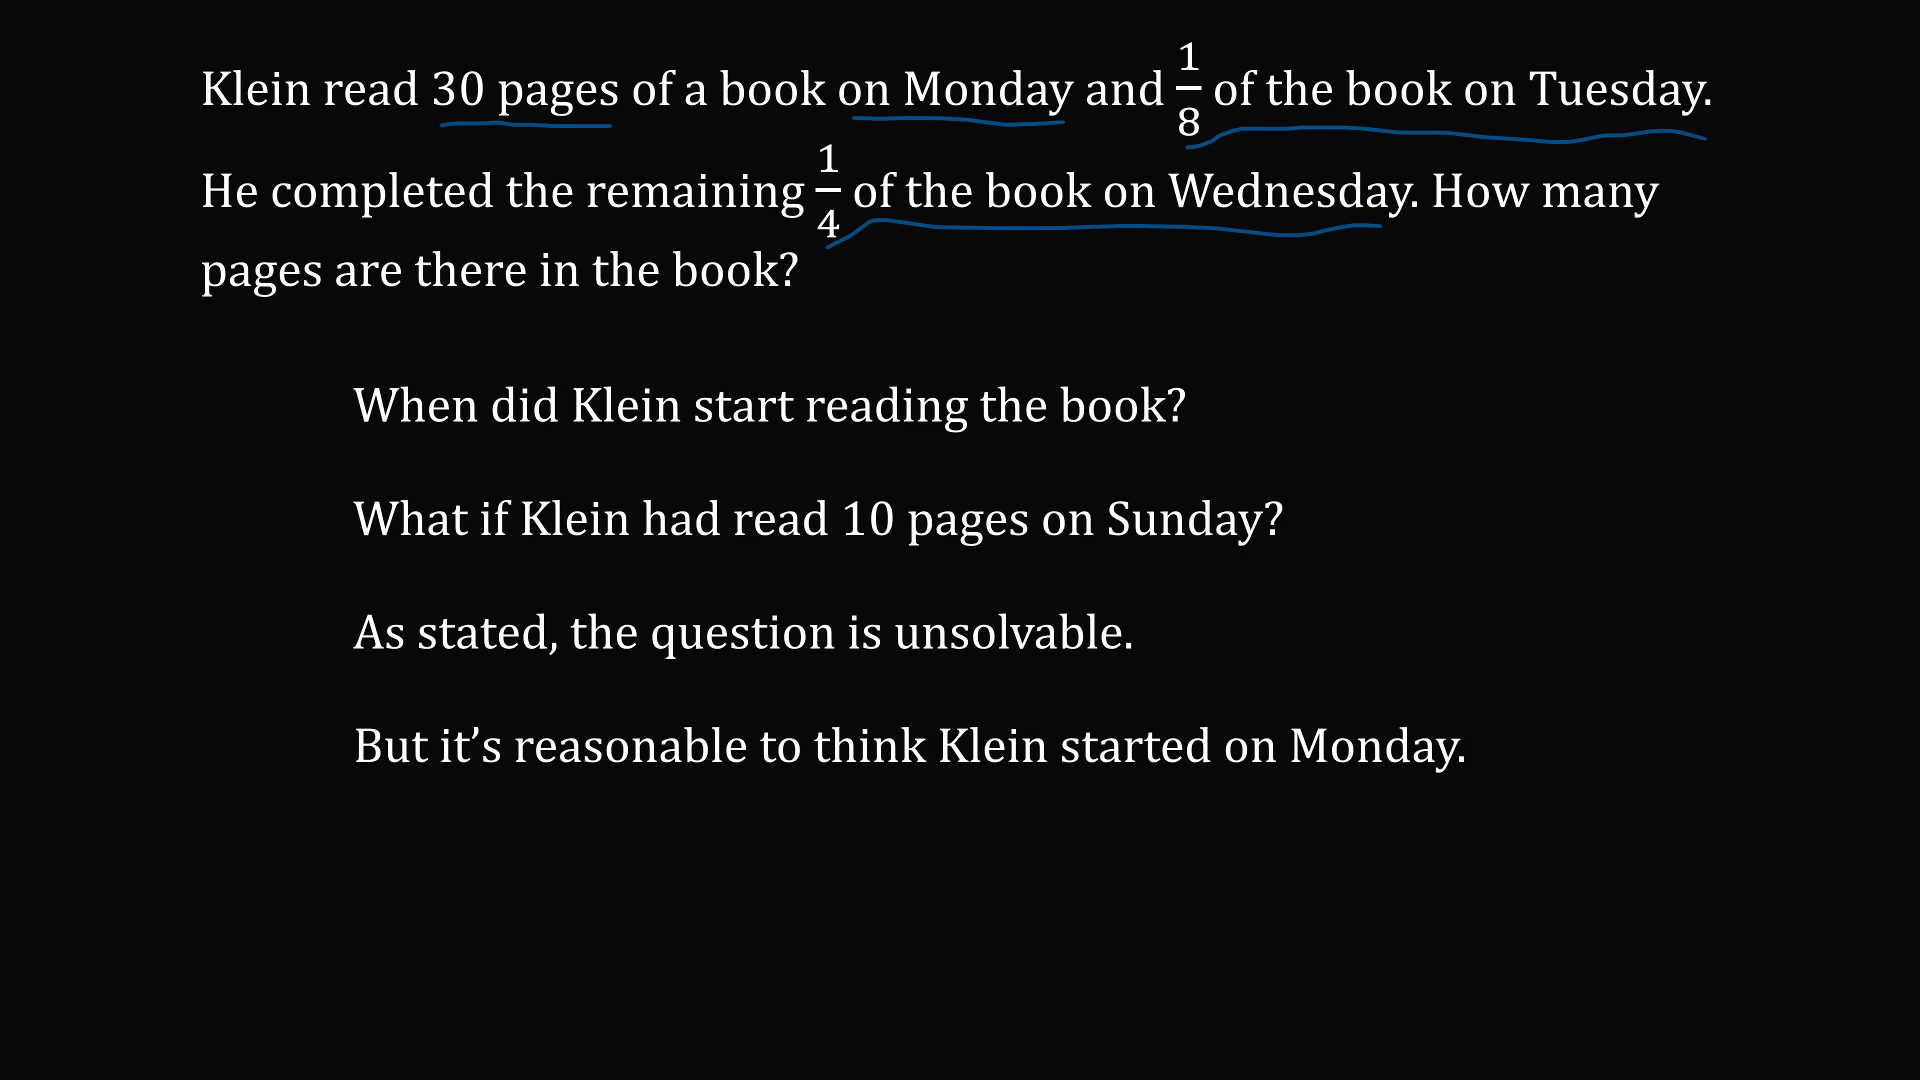 Klein read 30 pages of a book on Monday and 1/8 of the book on Tuesday.
He completed the remaining 1/4 of the book on Wednesday. How many
pages are there in the book?
When did Klein start reading the book?
What if Klein had read 10 pages on Sunday?
As stated, the question is unsolvable.
But it’s reasonable to think Klein started on Monday.